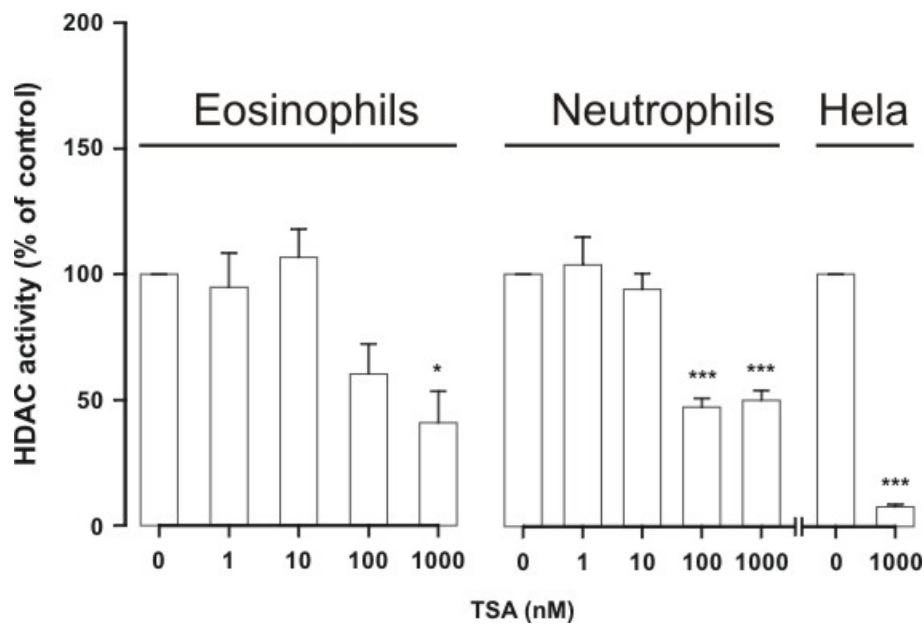 200
Eosinophils Neutrophils Hela
150
100
50
0
HDAC activity (% of control)
* *** *** ***
0 1 10 100 1000 0 1 10 100 1000 0 1000
TSA (nM)